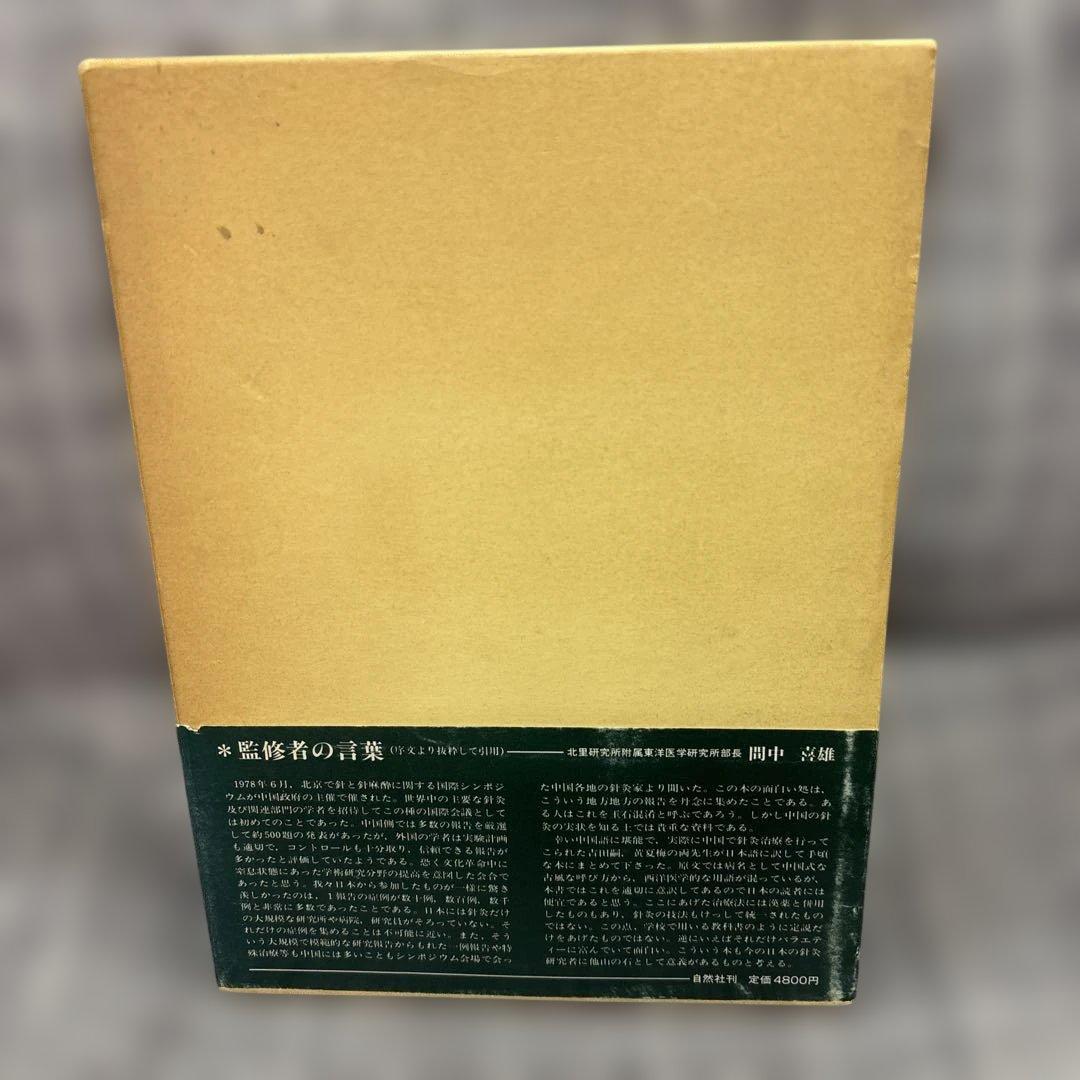 ＊監修者の言葉(序文より抜粋して引用)―――北里研究所附属東洋医学研究所部長 間中 喜雄
1978年6月，北京で針と針麻酔に関する国際シンポジ
ウムが中国政府の主催で催された。世界中の主要な針灸
及び関連部門の学者を招待してこの種の国際会議として
は初めてのことであった。中国側では多数の報告を厳選
して約500題の発表があったが，外国の学者は実験計画
も適切で，コントロールも十分取り，信頼できる報告が
多かったと評価していたようである。恐く文化革命中に
窒息状態にあった学術研究分野の提高を意図した会合で
あったと思う。我々日本から参加したものが一様に驚き
羨しかったのは，1報告の症例が数十例，数百例，数千
例と非常に多数であったことである。日本には針灸だけ
の大規模な研究所や病院，研究員がそろっていない。そ
れだけの症例を集めることは不可能に近い。また，そう
いう大規模で模範的な研究報告からもれた一例報告や特
殊治療等も中国には多いこともシンポジウム会場で会っ
た中国各地の針灸家より聞いた。この本の面白い処は，
こういう地方地方の報告を丹念に集めたことである。あ
る人はこれを玉石混淆と呼ぶであろう。しかし中国の針
灸の実状を知る上では貴重な資料である。
幸い中国語に堪能で，実際に中国で針灸治療を行って
こられた吉田嗣，黄夏梅の両先生が日本語に訳して手頃
な本にまとめて下さった。原文では病名として中国式な
古風な呼び方から，西洋医学的な用語が混っているが，
本書ではこれを適切に意訳してあるので日本の読者には
便宜であると思う。ここにあげた治療法には漢薬と併用
したものもあり，針灸の技法もけっして統一されたもの
ではない。この点，学校で用いる教科書のように定説だ
けをあげたものではない。逆にいえばそれだけバラエテ
ィーに富んでいて面白い。こういう本も今の日本の針灸
研究者に他山の石として意義があるものと考える。
自然社刊 定価4800円